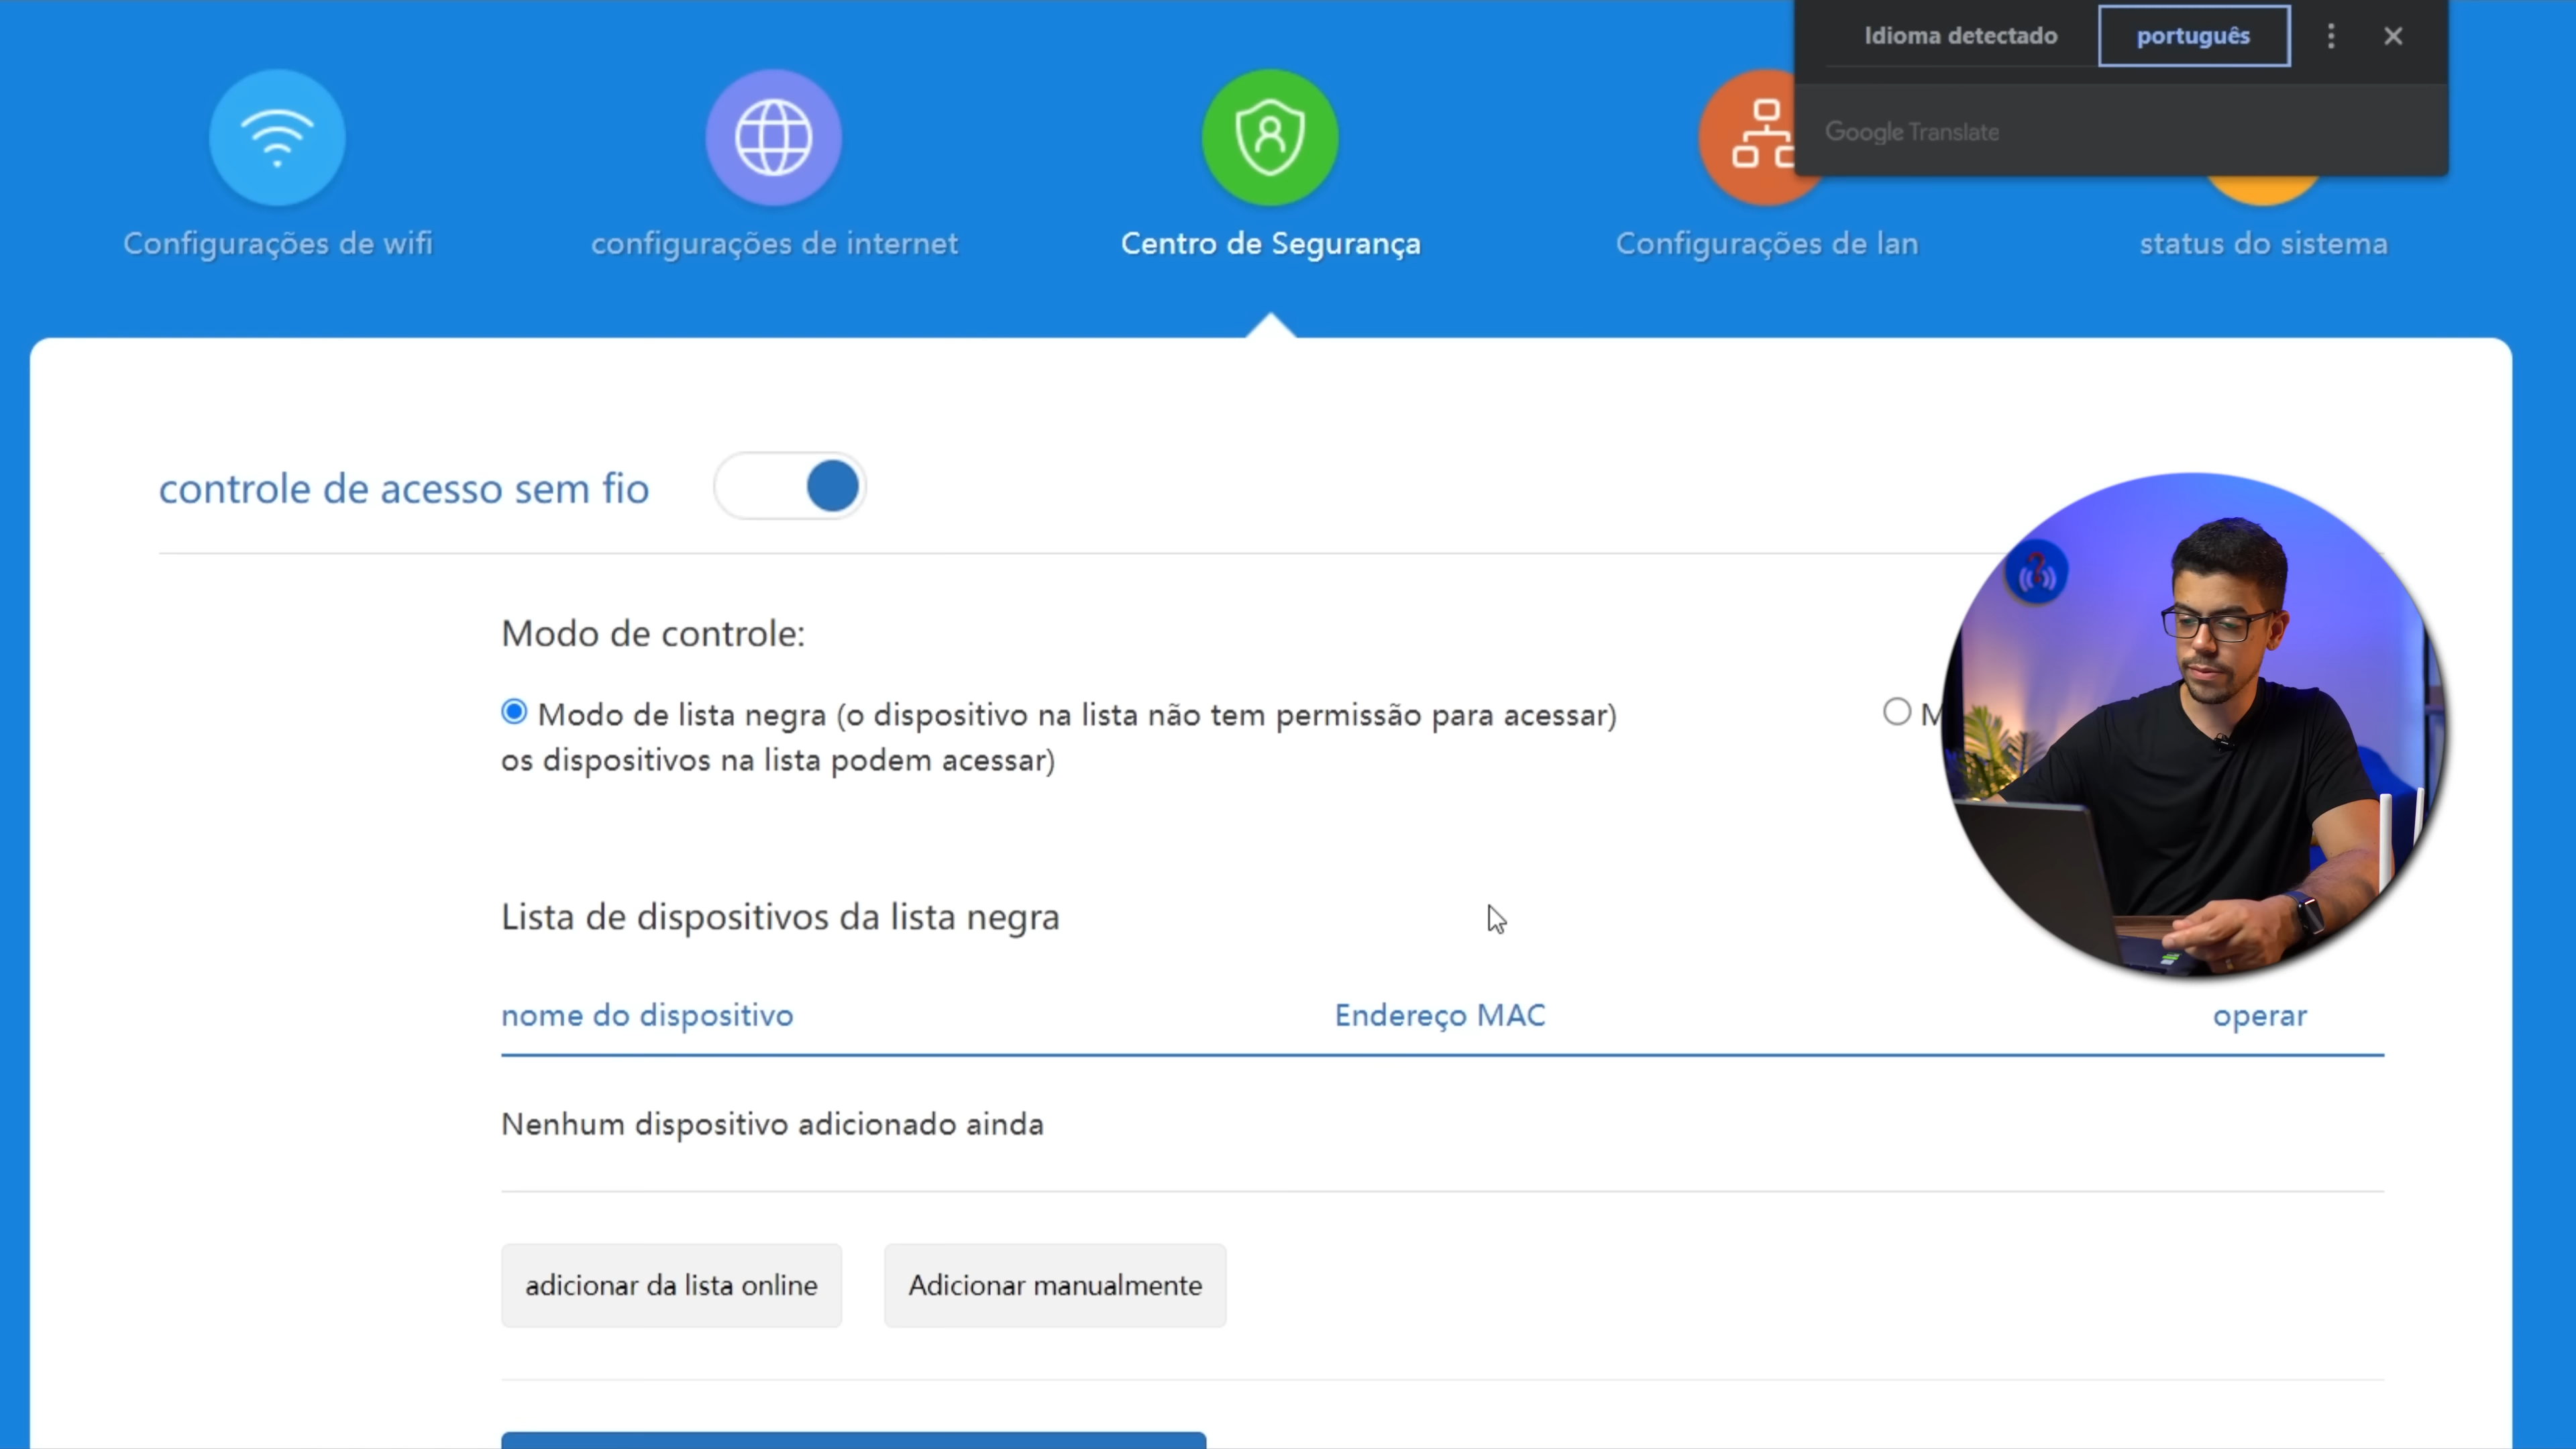 Idioma detectado português
Google Translate
Configurações de wifi
configurações de internet
Centro de Segurança
Configurações de lan
status do sistema
controle de acesso sem fio
Modo de controle:
Modo de lista negra (o dispositivo na lista não tem permissão para acessar) M
os dispositivos na lista podem acessar)
Lista de dispositivos da lista negra
nome do dispositivo Endereço MAC operar
Nenhum dispositivo adicionado ainda
adicionar da lista online Adicionar manualmente